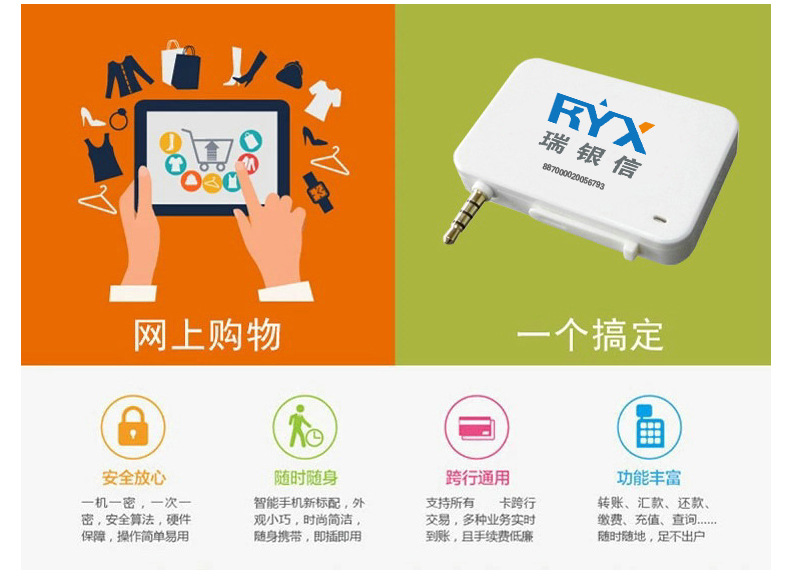 RYX
瑞银信
887000020056793
网上购物
一个搞定
安全放心
一机一密，一次一
密，安全算法，硬件
保障，操作简单易用
随时随身
智能手机新标配，外
观小巧，时尚简洁，
随身携带，即插即用
跨行通用
支持所有 卡跨行
交易，多种业务实时
到账，且手续费低廉
功能丰富
转账、汇款、还款、
缴费、充值、查询......
随时随地，足不出户